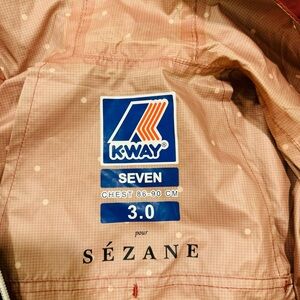 K-WAY®
SEVEN
CHEST 86-90 CM
3.0
pour
SÉZANE